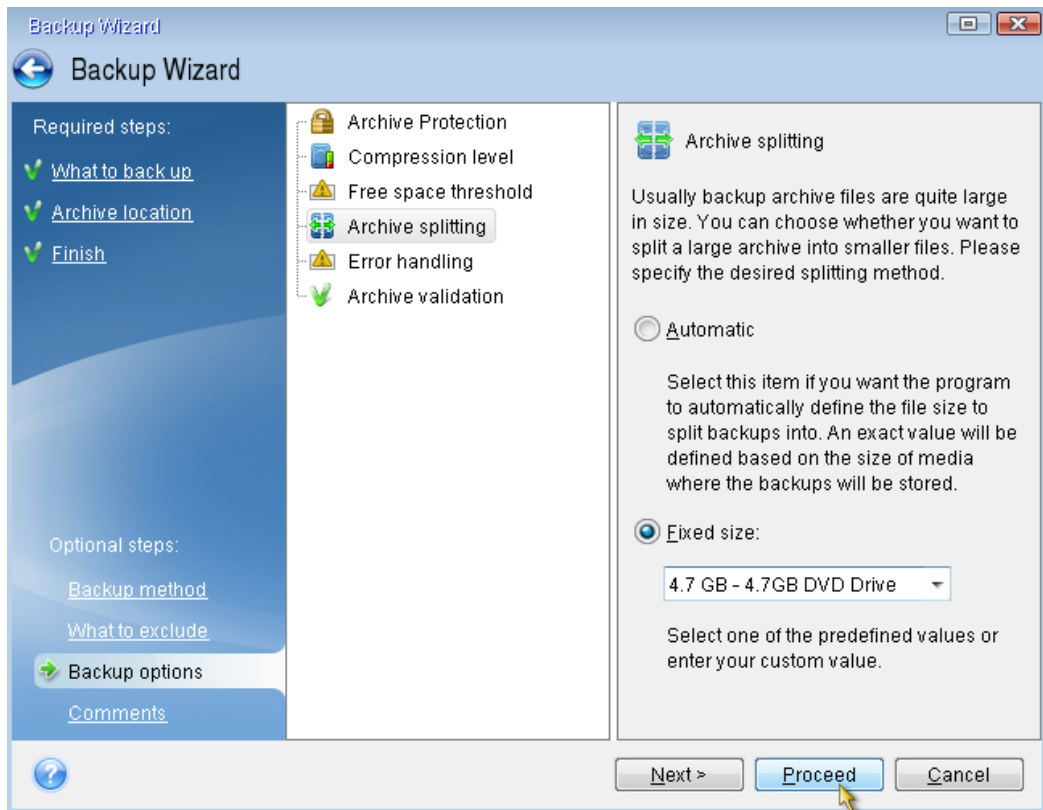 Backup Wizard
Backup Wizard
Required steps:
What to back up
Archive location
Finish
Optional steps:
Backup method
What to exclude
Backup options
Comments
Archive Protection
Compression level
Free space threshold
Archive splitting
Error handling
Archive validation
Archive splitting
Usually backup archive files are quite large
in size. You can choose whether you want to
split a large archive into smaller files. Please
specify the desired splitting method.
Automatic
Select this item if you want the program
to automatically define the file size to
split backups into. An exact value will be
defined based on the size of media
where the backups will be stored.
Fixed size:
4.7 GB - 4.7GB DVD Drive
Select one of the predefined values or
enter your custom value.
?
Next >
Proceed
Cancel